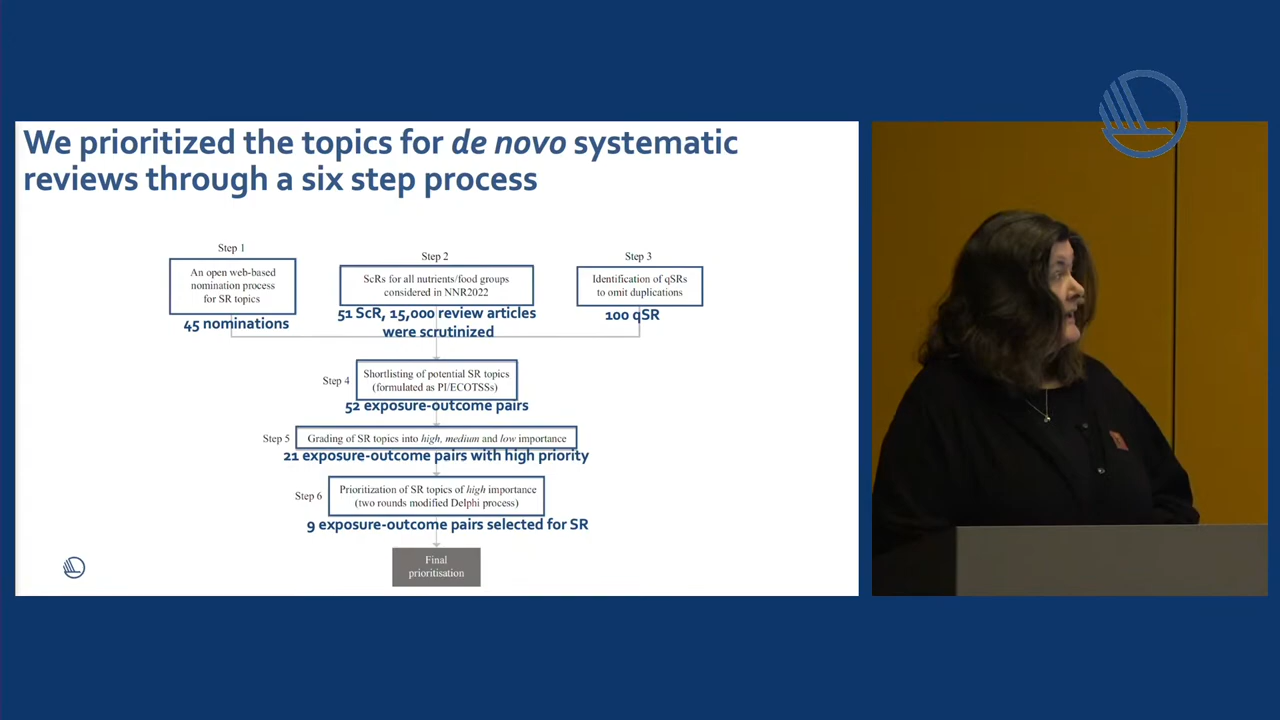 We prioritized the topics for de novo systematic
reviews through a six step process
Step 1
An open web-based
nomination process
for SR topics
45 nominations
Step 2
ScRs for all nutrients/food groups
considered in NNR2022
51 ScR, 15,000 review articles
were scrutinized
Step 3
Identification of qSRs
to omit duplications
100 qSR
Step 4
Shortlisting of potential SR topics
(formulated as PI/ECOTSSs)
52 exposure-outcome pairs
Step 5
Grading of SR topics into high, medium and low importance
21 exposure-outcome pairs with high priority
Step 6
Prioritization of SR topics of high importance
(two rounds modified Delphi process)
9 exposure-outcome pairs selected for SR
Final
prioritisation